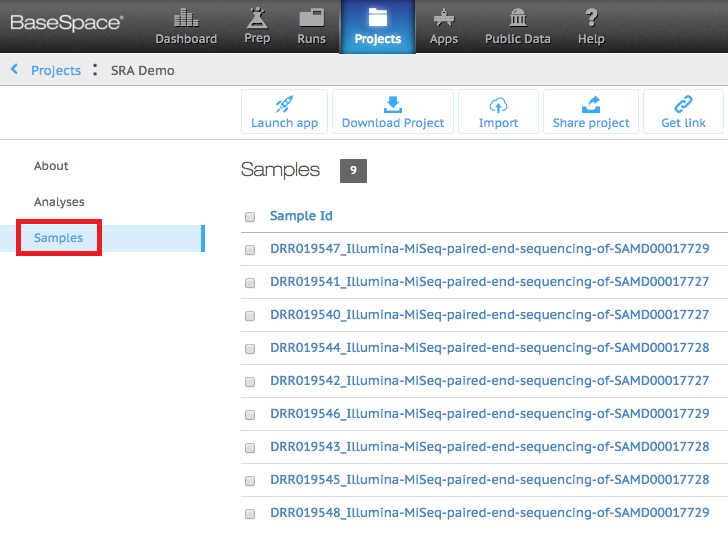 BaseSpace®
Dashboard Prep Runs Projects Apps Public Data Help
Projects : SRA Demo
Launch app Download Project Import Share project Get link
About
Analyses
Samples
Samples 9
Sample Id
DRR019547_Illumina-MiSeq-paired-end-sequencing-of-SAMD00017729
DRR019541_Illumina-MiSeq-paired-end-sequencing-of-SAMD00017727
DRR019540_Illumina-MiSeq-paired-end-sequencing-of-SAMD00017727
DRR019544_Illumina-MiSeq-paired-end-sequencing-of-SAMD00017728
DRR019542_Illumina-MiSeq-paired-end-sequencing-of-SAMD00017727
DRR019546_Illumina-MiSeq-paired-end-sequencing-of-SAMD00017729
DRR019543_Illumina-MiSeq-paired-end-sequencing-of-SAMD00017728
DRR019545_Illumina-MiSeq-paired-end-sequencing-of-SAMD00017728
DRR019548_Illumina-MiSeq-paired-end-sequencing-of-SAMD00017729